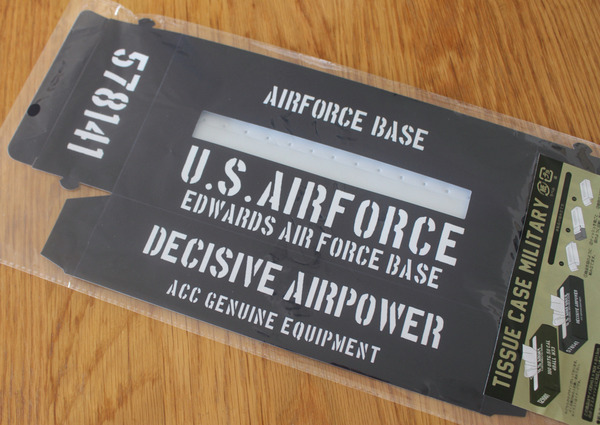 578141
AIRFORCE BASE
U.S. AIRFORCE
EDWARDS AIR FORCE BASE
DECISIVE AIRPOWER
ACC GENUINE EQUIPMENT
TISSUE CASE MILITARY